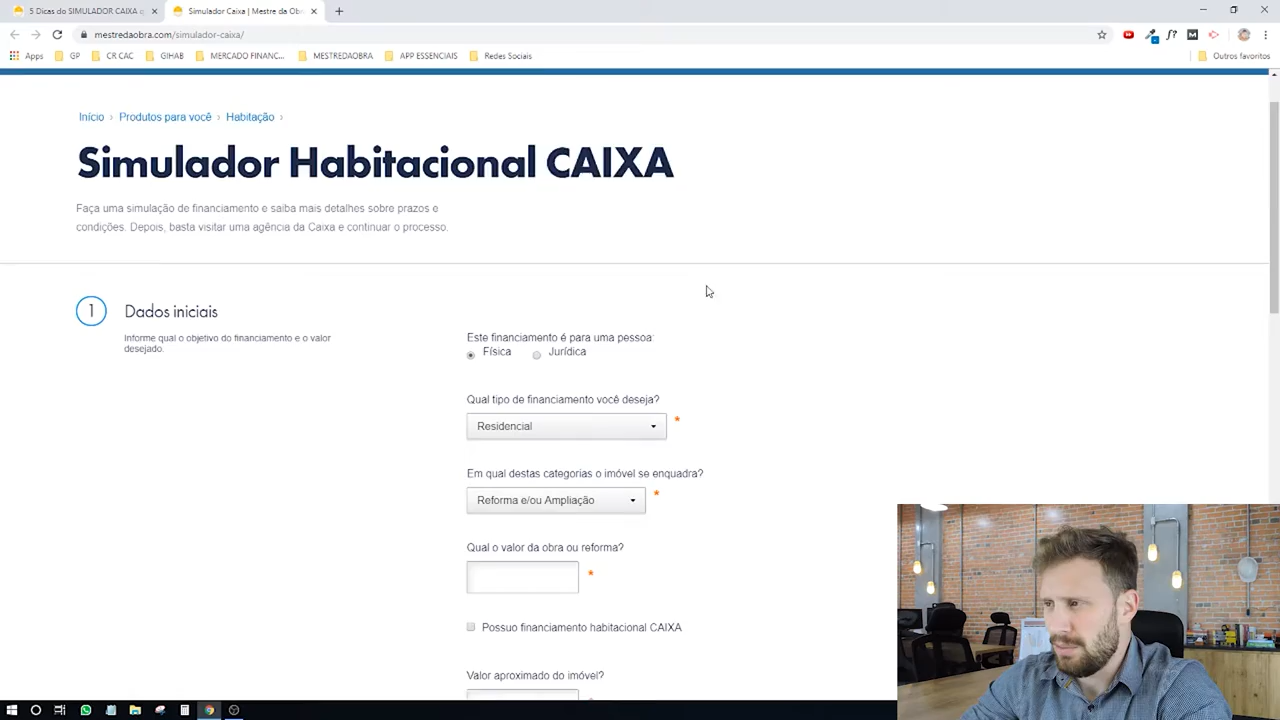 5 Dicas do SIMULADOR CAIXA q
Simulador Caixa | Mestre da Ob
mestredaobra.com/simulador-caixa/
Apps
GP
CR CAC
GIHAB
MERCADO FINANC...
MESTREDAOBRA
APP ESSENCIAIS
Redes Sociais
Outros favoritos
Início › Produtos para você › Habitação ›
Simulador Habitacional CAIXA
Faça uma simulação de financiamento e saiba mais detalhes sobre prazos e
condições. Depois, basta visitar uma agência da Caixa e continuar o processo.
1 Dados iniciais
Informe qual o objetivo do financiamento e o valor
desejado.
Este financiamento é para uma pessoa:
Física Jurídica
Qual tipo de financiamento você deseja?
Residencial *
Em qual destas categorias o imóvel se enquadra?
Reforma e/ou Ampliação *
Qual o valor da obra ou reforma?
*
Possuo financiamento habitacional CAIXA
Valor aproximado do imóvel?